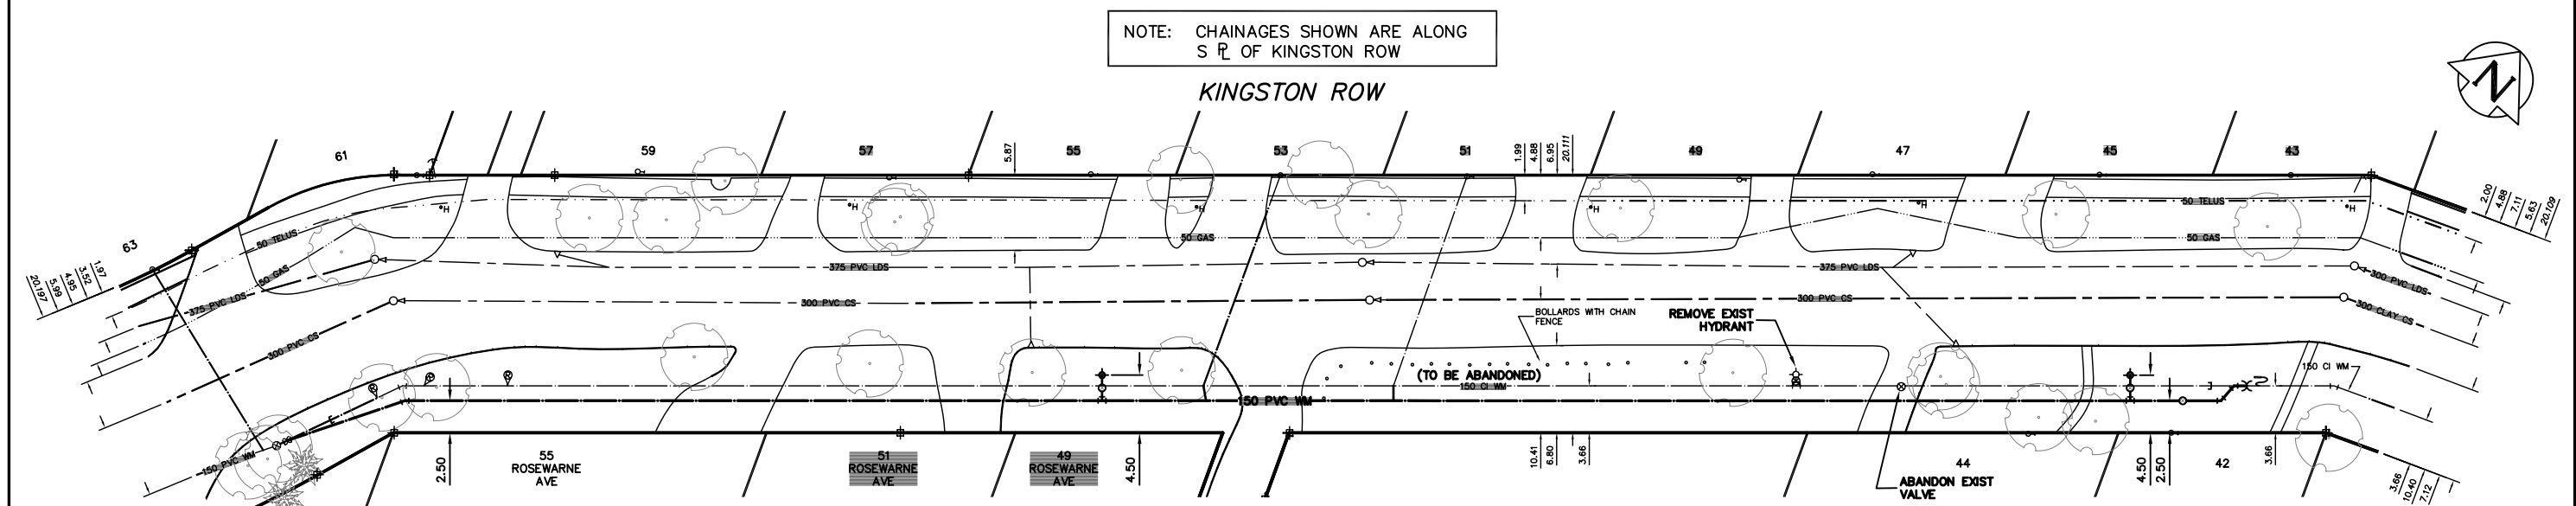 NOTE: CHAINAGES SHOWN ARE ALONG
S PL OF KINGSTON ROW
KINGSTON ROW
N
63
61
59
57
55
53
51
49
47
45
43
5.87
1.99
4.88
6.95
20.111
2.00
4.88
7.11
5.63
20.109
20.197
5.99
4.95
3.52
1.97
H
H
H
H
H
H
50 TELUS
50 TELUS
50 GAS
50 GAS
50 GAS
375 PVC LDS
375 PVC LDS
375 PVC LDS
300 PVC LDS
300 PVC CS
300 PVC CS
300 PVC CS
300 CLAY CS
BOLLARDS WITH CHAIN
FENCE
REMOVE EXIST
HYDRANT
(TO BE ABANDONED)
150 CI WM
150 CI WM
150 PVC WM
150 PVC WM
2.50
55
ROSEWARNE
AVE
51
ROSEWARNE
AVE
49
ROSEWARNE
AVE
4.50
10.41
6.80
3.66
44
ABANDON EXIST
VALVE
4.50
2.50
42
3.66
3.66
10.40
7.12